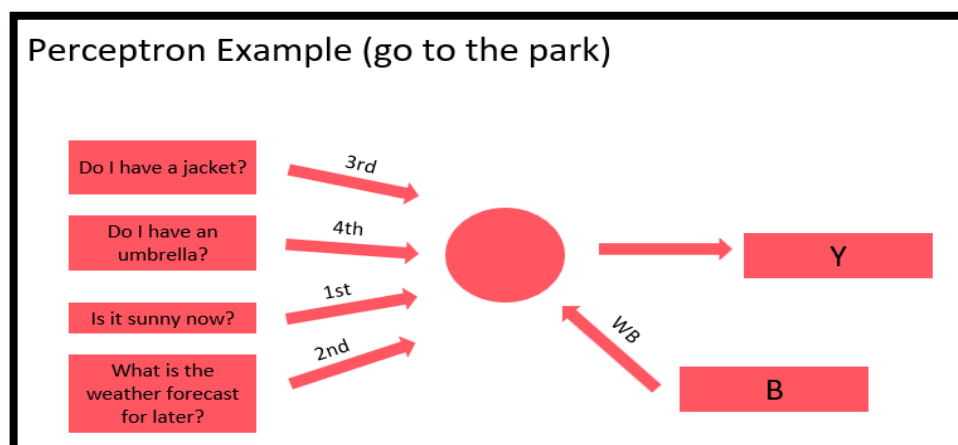 Perceptron Example (go to the park)
Do I have a jacket?
3rd
Do I have an
umbrella?
4th
Is it sunny now?
1st
What is the
weather forecast
for later?
2nd
Y
WB
B